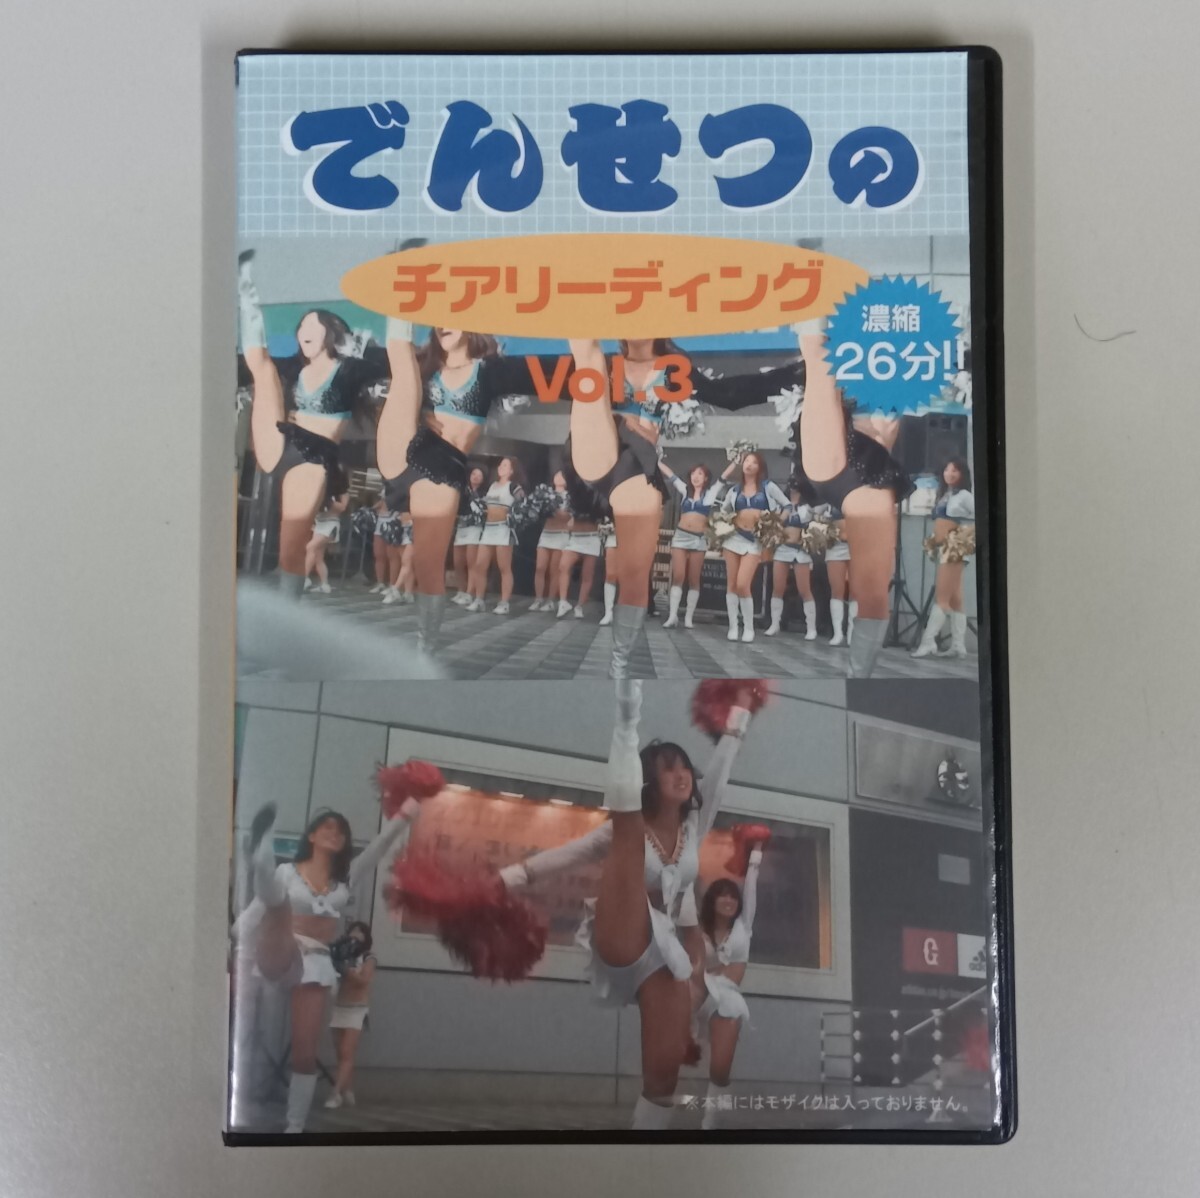 でんせつの
チアリーディング
Vol.3
濃縮
26分!!
G
※本編にはモザイクは入っておりません。